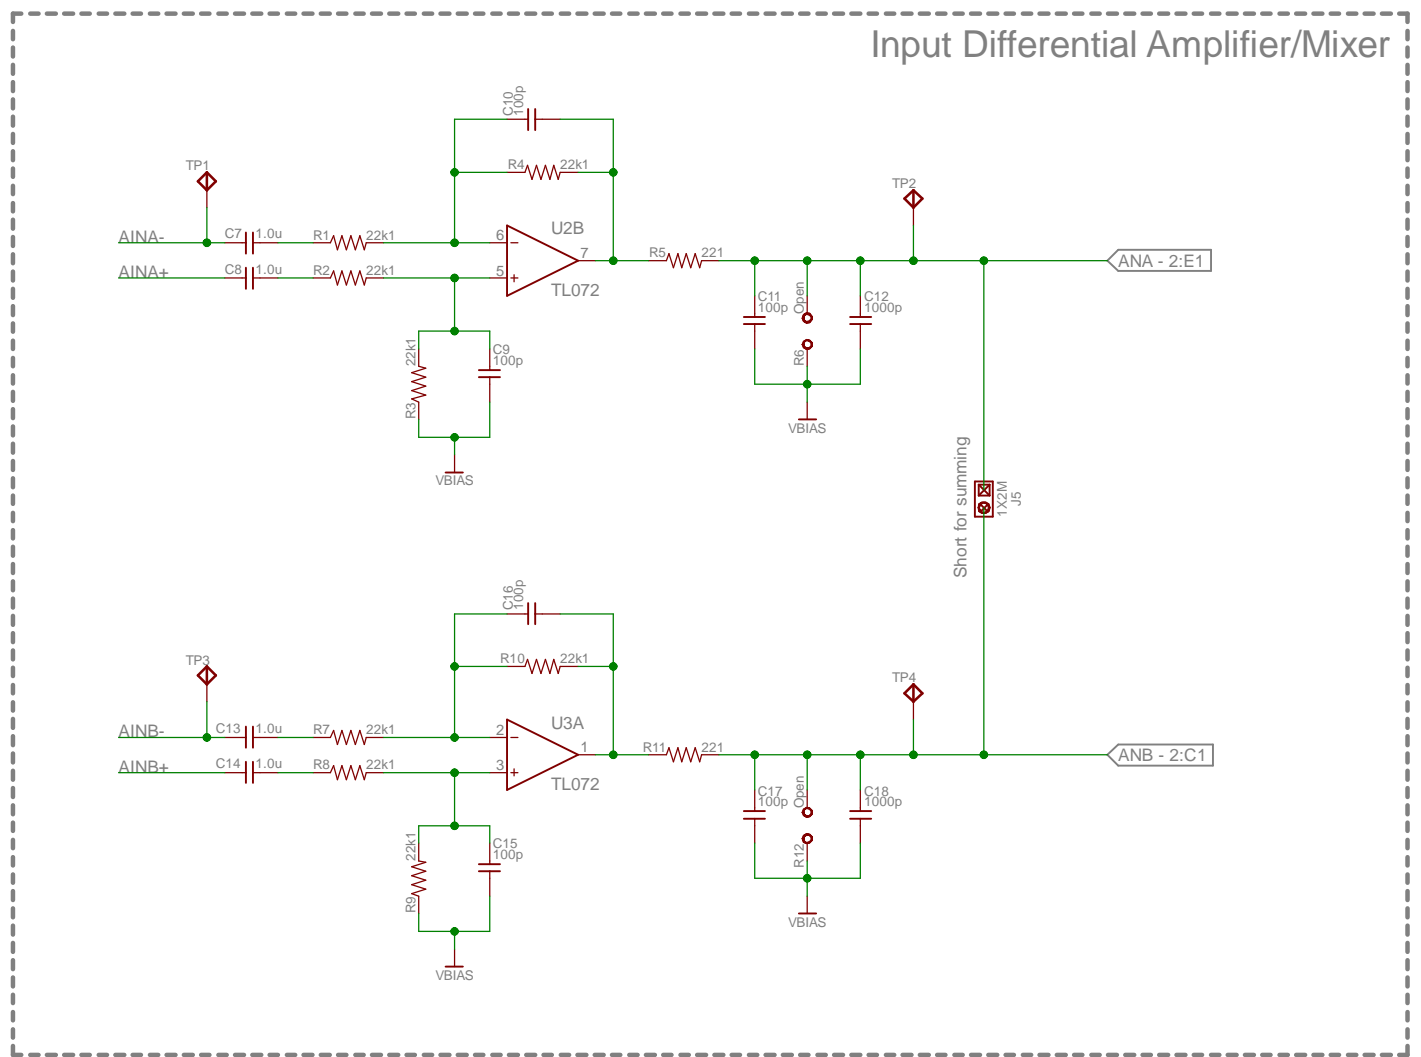 Input Differential Amplifier/Mixer
C10
100p
R4 22k1
TP1
TP2
AINA-
C7 1.0u
R1 22k1
6
U2B
7
R5 221
ANA - 2:E1
AINA+
C8 1.0u
R2 22k1
5
TL072
C11
100p
Open
R6
C12
1000p
22k1
R3
C9
100p
VBIAS
VBIAS
Short for summing
1X2M
J5
C16
100p
R10 22k1
TP3
TP4
AINB-
C13 1.0u
R7 22k1
2
U3A
1
R11 221
ANB - 2:C1
AINB+
C14 1.0u
R8 22k1
3
TL072
C17
100p
Open
R12
C18
1000p
22k1
R9
C15
100p
VBIAS
VBIAS